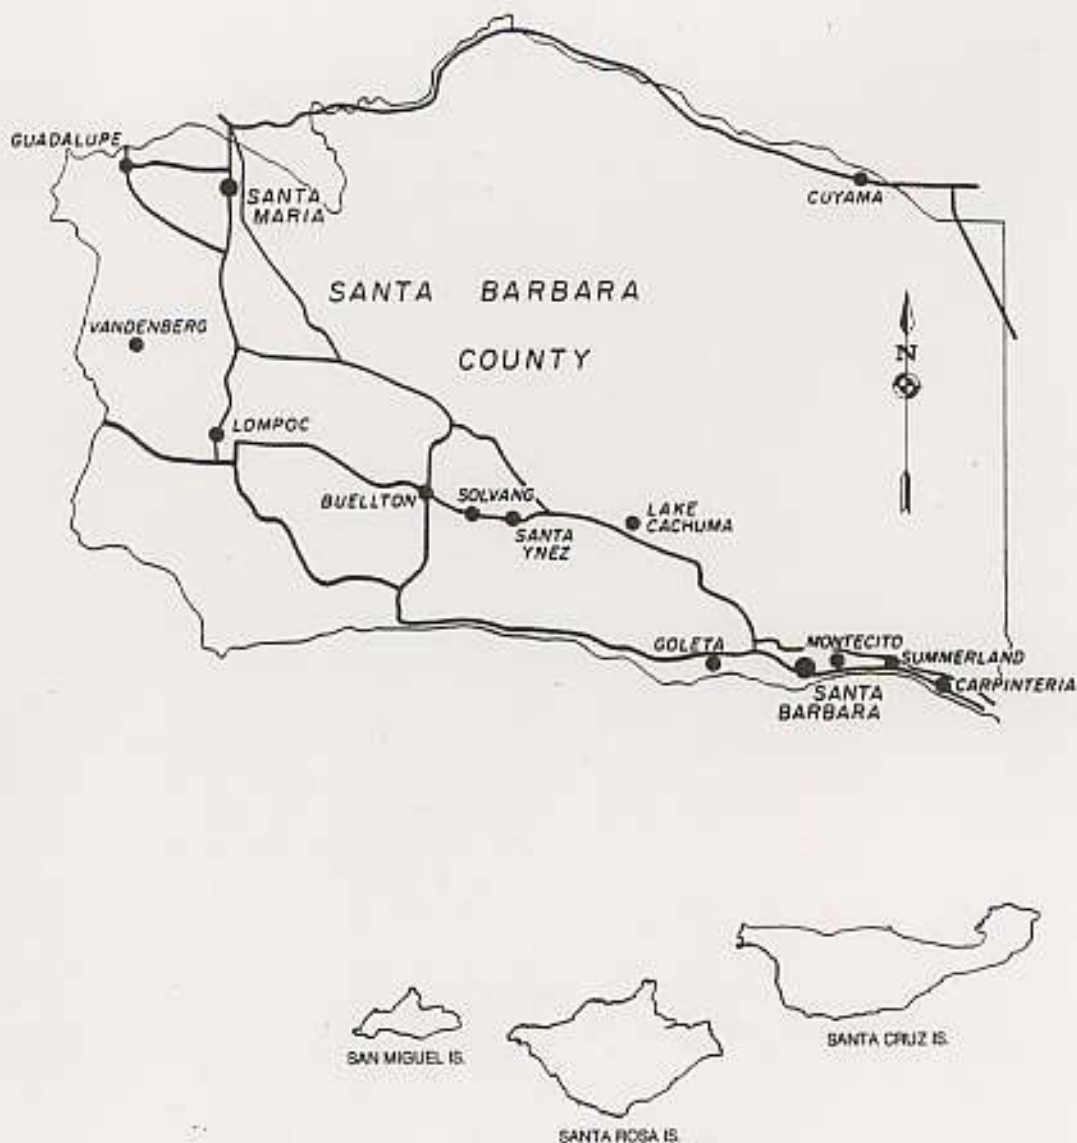 GUADALUPE
SANTA
MARIA
CUYAMA
SANTA BARBARA
COUNTY
VANDENBERG
N
LOMPOC
BUELLTON
SOLVANG
SANTA
YNEZ
LAKE
CACHUMA
GOLETA
MONTECITO
SUMMERLAND
CARPINTERIA
SANTA
BARBARA
SAN MIGUEL IS.
SANTA ROSA IS.
SANTA CRUZ IS.